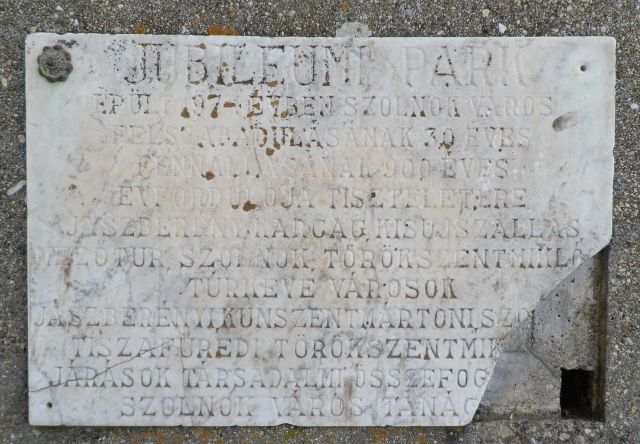 JUBILEUMI PARK
ÉPÜLT 197- ÉVBEN SZOLNOK VÁROS
FELSZABADULÁSÁNAK 30 ÉVES
FENNÁLLÁSÁNAK 900 ÉVES
ÉVFORDULÓJA TISZTELETÉRE
JÁSZBERÉNY, KARCAG, KISÚJSZÁLLÁS
MEZŐTÚR, SZOLNOK, TÖRÖKSZENTMIKLÓ
TÚRKEVE VÁROSOK
JÁSZBERÉNYI, KUNSZENTMÁRTONI, SZO
TISZAFÜREDI, TÖRÖKSZENTMIK
JÁRÁSOK TÁRSADALMI ÖSSZEFOG
SZOLNOK VÁROS TANÁC